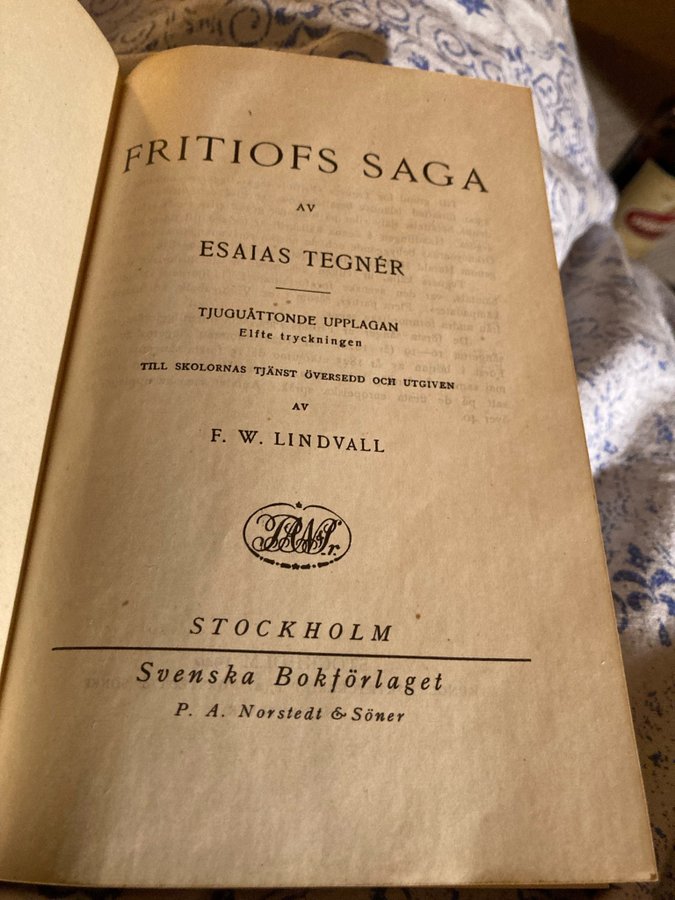 FRITIOFS SAGA
AV
ESAIAS TEGNÉR
TJUGUÅTTONDE UPPLAGAN
Elfte tryckningen
TILL SKOLORNAS TJÄNST ÖVERSEDD OCH UTGIVEN
AV
F. W. LINDVALL
STOCKHOLM
Svenska Bokförlaget
P. A. Norstedt & Söner